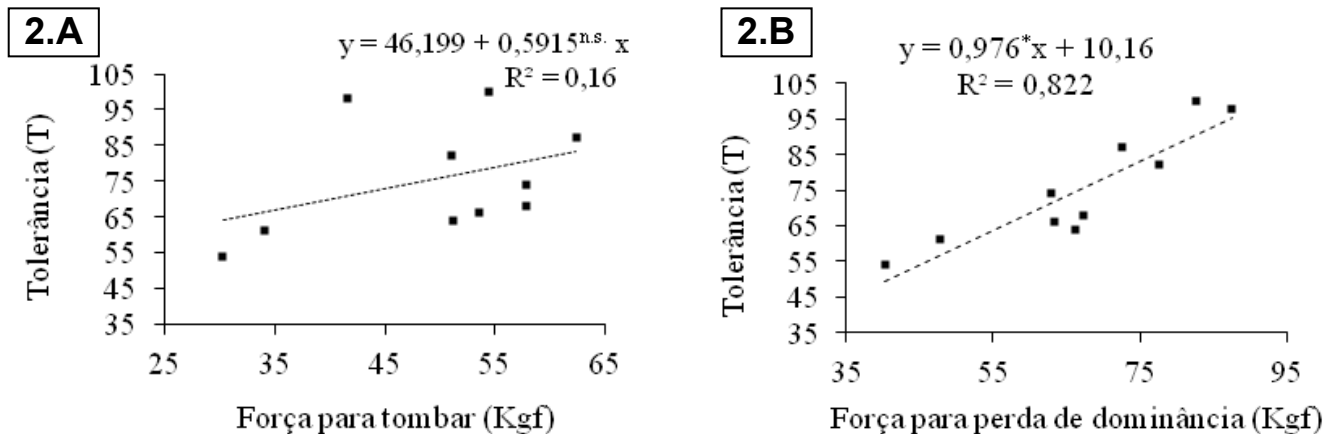 2.A
y = 46,199 + 0,5915ⁿ·ˢ· x
R² = 0,16
105
95
85
75
65
55
45
35
25 35 45 55 65
Tolerância (T)
Força para tombar (Kgf)
2.B
y = 0,976*x + 10,16
R² = 0,822
105
95
85
75
65
55
45
35
35 55 75 95
Tolerância (T)
Força para perda de dominância (Kgf)